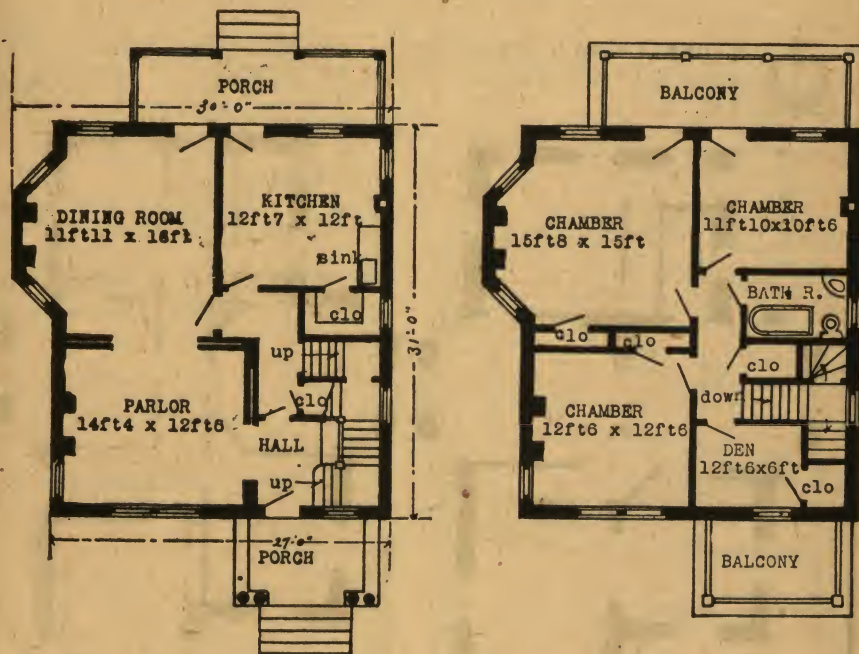 PORCH
30'-0"
DINING ROOM
11ft11 x 16ft
KITCHEN
12ft7 x 12ft
sink
clo
up
clo
PARLOR
14ft4 x 12ft6
HALL
up
31'-0"
27'-0"
PORCH
BALCONY
CHAMBER
15ft8 x 15ft
CHAMBER
11ft10x10ft6
BATH R.
clo
clo
clo
down
CHAMBER
12ft6 x 12ft6
DEN
12ft6x6ft
clo
BALCONY